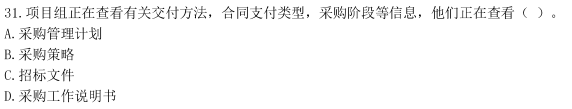 31.项目组正在查看有关交付方法，合同支付类型，采购阶段等信息，他们正在查看（ ）。
A.采购管理计划
B.采购策略
C.招标文件
D.采购工作说明书